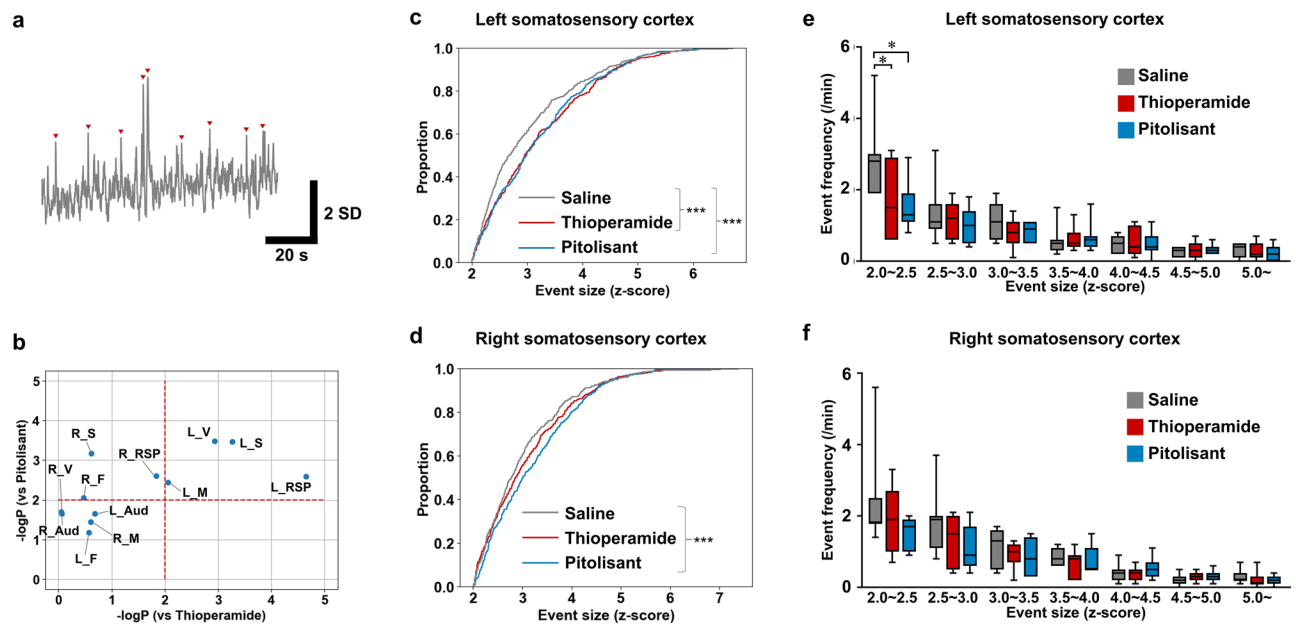 a
2 SD
20 s
b
-logP (vs Pitolisant)
5
4
3
2
1
0
0 1 2 3 4 5
-logP (vs Thioperamide)
R_S
R_V
R_F
R_Aud
L_Aud
R_M
L_F
R_RSP
L_M
L_V
L_S
L_RSP
c
Left somatosensory cortex
Proportion
1.0
0.8
0.6
0.4
0.2
0.0
Saline
Thioperamide
Pitolisant
***
***
2 3 4 5 6
Event size (z-score)
d
Right somatosensory cortex
Proportion
1.0
0.8
0.6
0.4
0.2
0.0
Saline
Thioperamide
Pitolisant
***
2 3 4 5 6 7
Event size (z-score)
e
Left somatosensory cortex
Event frequency (/min)
6
4
2
0
*
*
Saline
Thioperamide
Pitolisant
2.0~2.5 2.5~3.0 3.0~3.5 3.5~4.0 4.0~4.5 4.5~5.0 5.0~
Event size (z-score)
f
Right somatosensory cortex
Event frequency (/min)
6
4
2
0
Saline
Thioperamide
Pitolisant
2.0~2.5 2.5~3.0 3.0~3.5 3.5~4.0 4.0~4.5 4.5~5.0 5.0~
Event size (z-score)